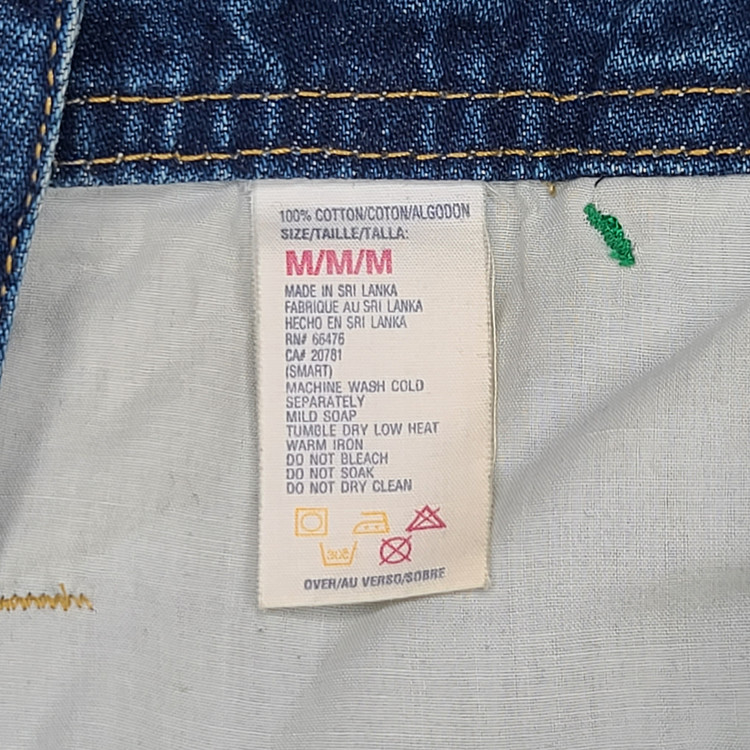 100% COTTON/COTON/ALGODON
SIZE/TAILLE/TALLA:
M/M/M
MADE IN SRI LANKA
FABRIQUE AU SRI LANKA
HECHO EN SRI LANKA
RN# 66476
CA# 20781
(SMART)
MACHINE WASH COLD
SEPARATELY
MILD SOAP
TUMBLE DRY LOW HEAT
WARM IRON
DO NOT BLEACH
DO NOT SOAK
DO NOT DRY CLEAN
OVER/AU VERSO/SOBRE